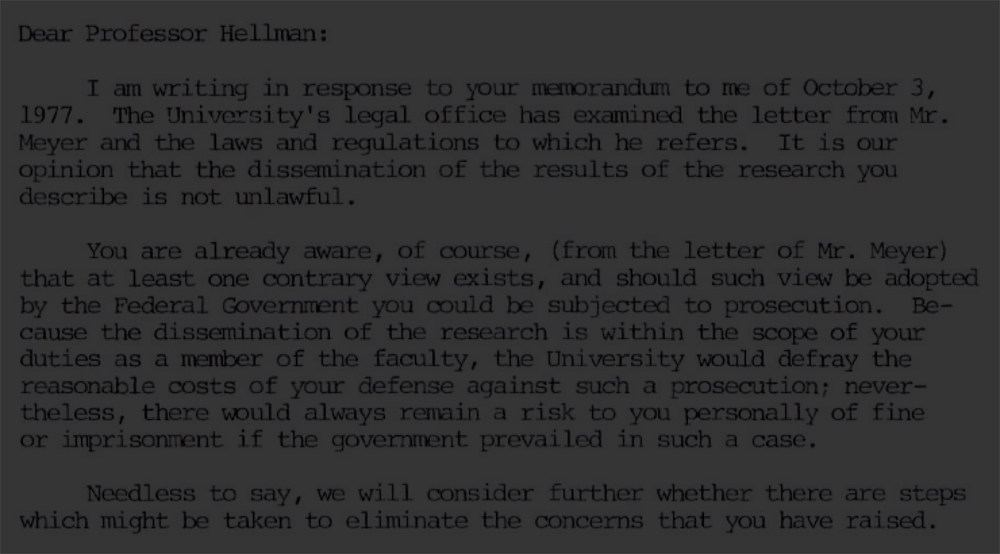 Dear Professor Hellman:
I am writing in response to your memorandum to me of October 3,
1977. The University's legal office has examined the letter from Mr.
Meyer and the laws and regulations to which he refers. It is our
opinion that the dissemination of the results of the research you
describe is not unlawful.
You are already aware, of course, (from the letter of Mr. Meyer)
that at least one contrary view exists, and should such view be adopted
by the Federal Government you could be subjected to prosecution. Be-
cause the dissemination of the research is within the scope of your
duties as a member of the faculty, the University would defray the
reasonable costs of your defense against such a prosecution; never-
theless, there would always remain a risk to you personally of fine
or imprisonment if the government prevailed in such a case.
Needless to say, we will consider further whether there are steps
which might be taken to eliminate the concerns that you have raised.